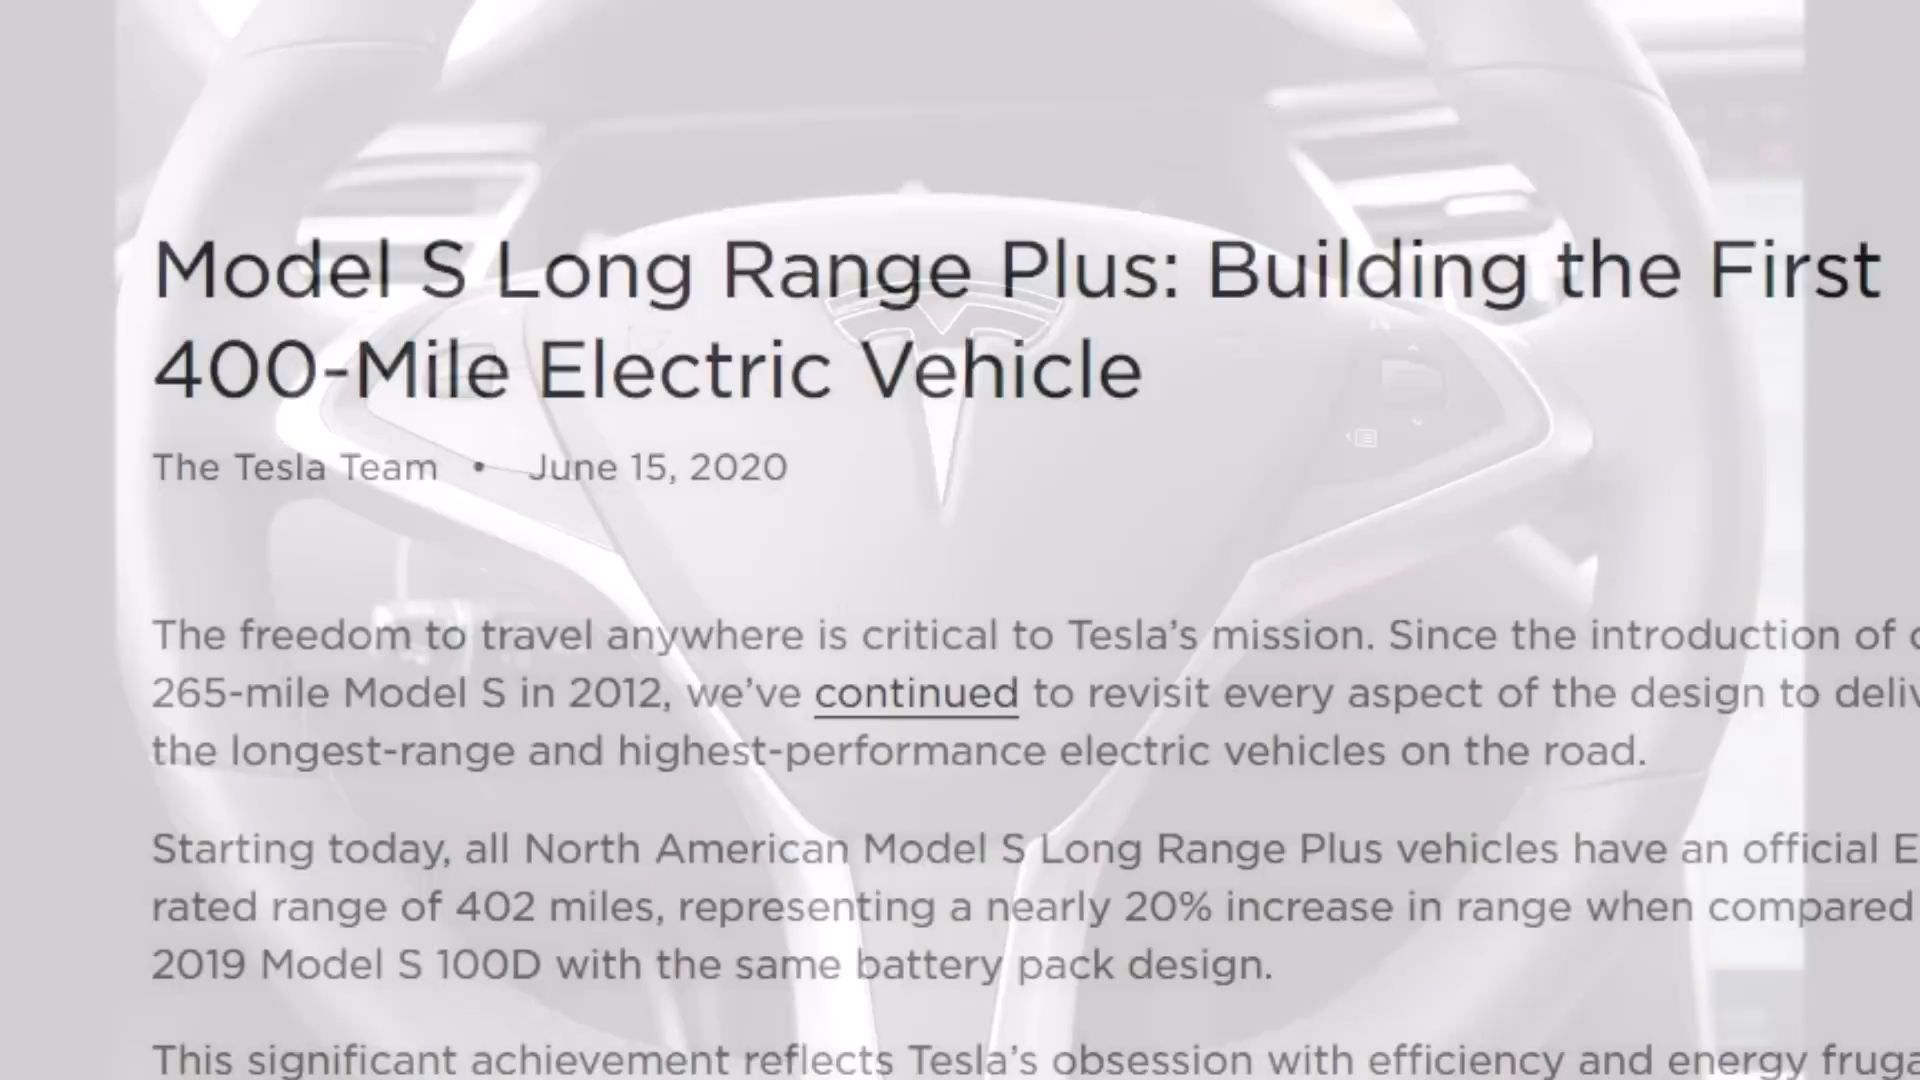 Model S Long Range Plus: Building the First
400-Mile Electric Vehicle
The Tesla Team • June 15, 2020
The freedom to travel anywhere is critical to Tesla’s mission. Since the introduction of
265-mile Model S in 2012, we’ve continued to revisit every aspect of the design to
the longest-range and highest-performance electric vehicles on the road.
Starting today, all North American Model S Long Range Plus vehicles have an official
rated range of 402 miles, representing a nearly 20% increase in range when compared
2019 Model S 100D with the same battery pack design.
This significant achievement reflects Tesla’s obsession with efficiency and energy